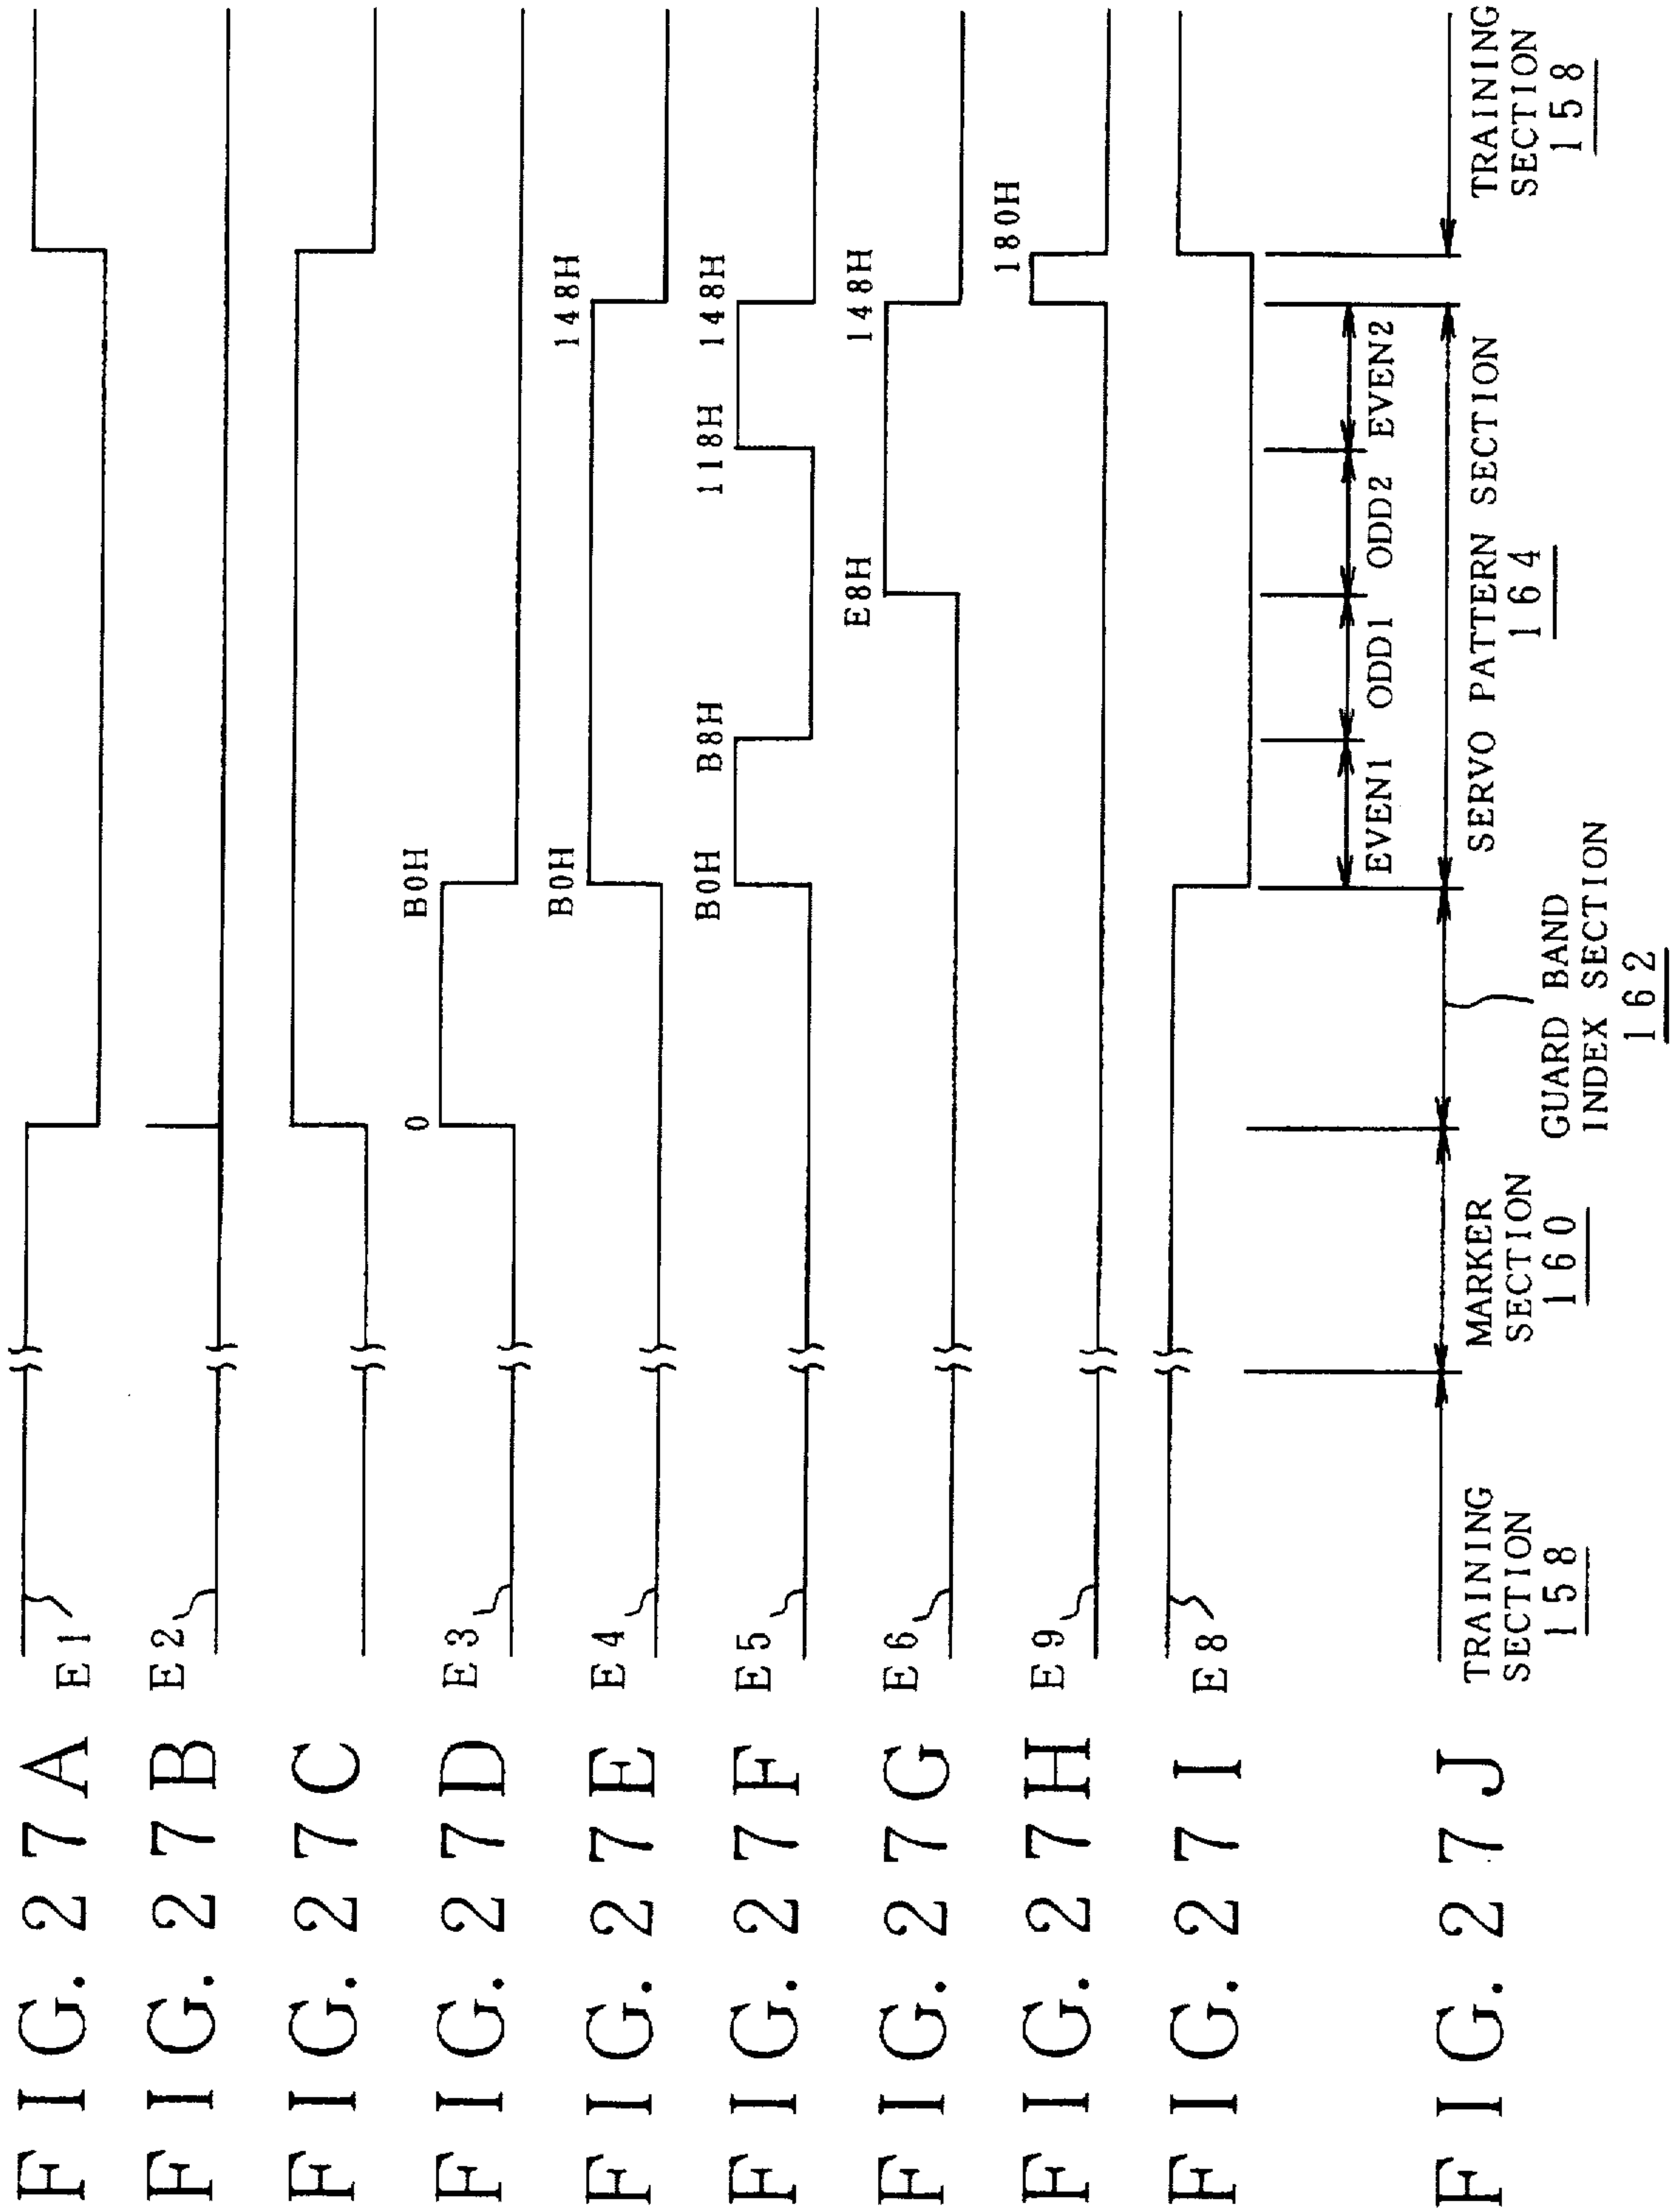 FIG. 27A
E1
FIG. 27B
E2
FIG. 27C
FIG. 27D
E3
0
B0H
FIG. 27E
E4
B0H
148H
FIG. 27F
E5
B0H
B8H
118H
148H
FIG. 27G
E6
E8H
148H
FIG. 27H
E9
180H
FIG. 27I
E8
EVEN1
ODD1
ODD2
EVEN2
FIG. 27J
TRAINING
SECTION
158
MARKER
SECTION
160
GUARD BAND
INDEX SECTION
162
SERVO PATTERN SECTION
164
TRAINING
SECTION
158